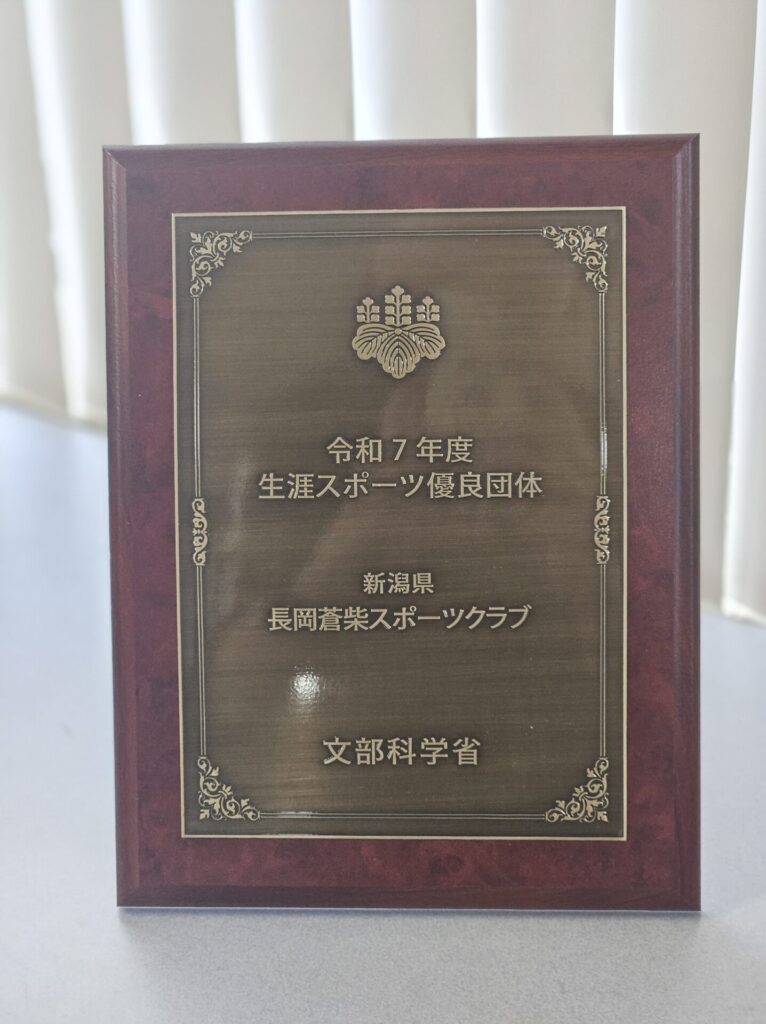 令和7年度
生涯スポーツ優良団体
新潟県
長岡蒼柴スポーツクラブ
文部科学省